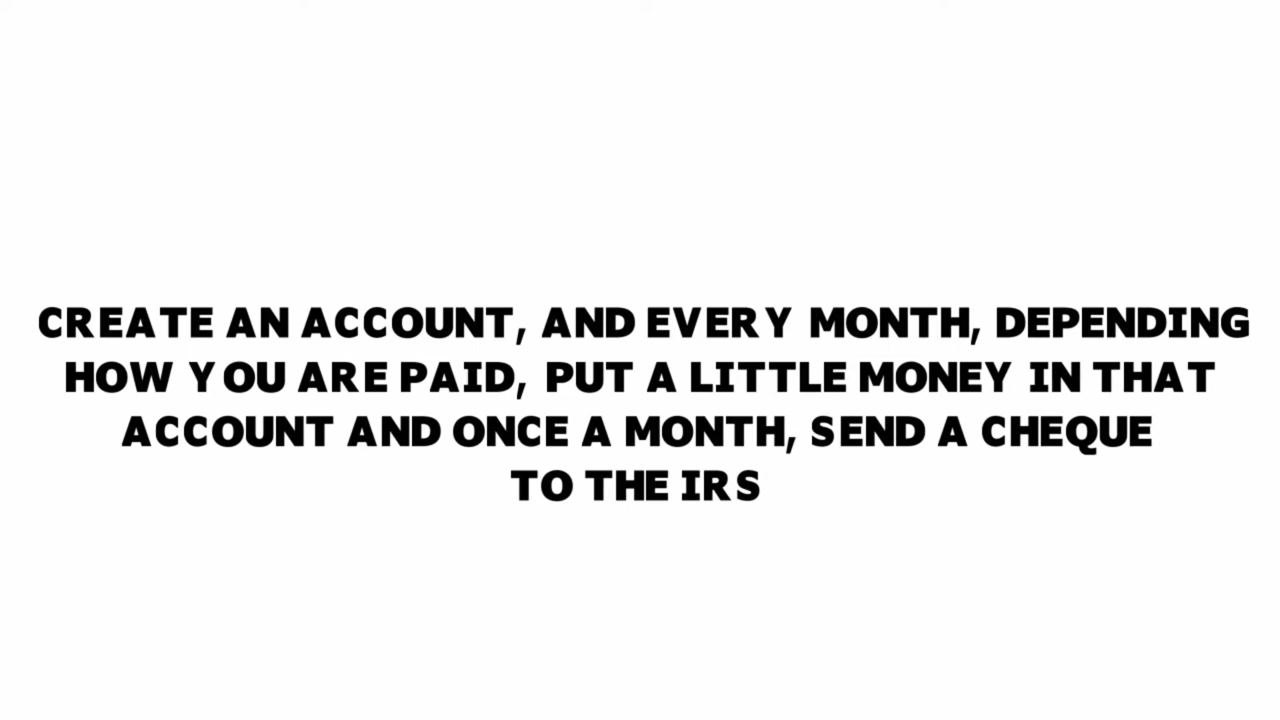 CREATE AN ACCOUNT, AND EVERY MONTH, DEPENDING
HOW YOU ARE PAID, PUT A LITTLE MONEY IN THAT
ACCOUNT AND ONCE A MONTH, SEND A CHEQUE
TO THE IRS